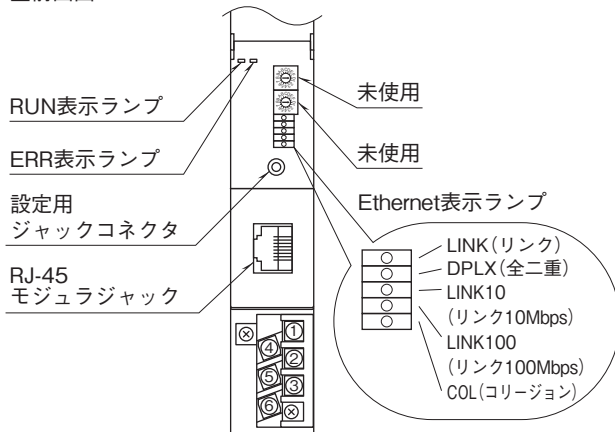 RUN表示ランプ
ERR表示ランプ
設定用
ジャックコネクタ
RJ-45
モジュラジャック
未使用
未使用
Ethernet表示ランプ
LINK(リンク)
DPLX(全二重)
LINK10
(リンク10Mbps)
LINK100
(リンク100Mbps)
COL(コリージョン)
①
④
②
⑤
③
⑥